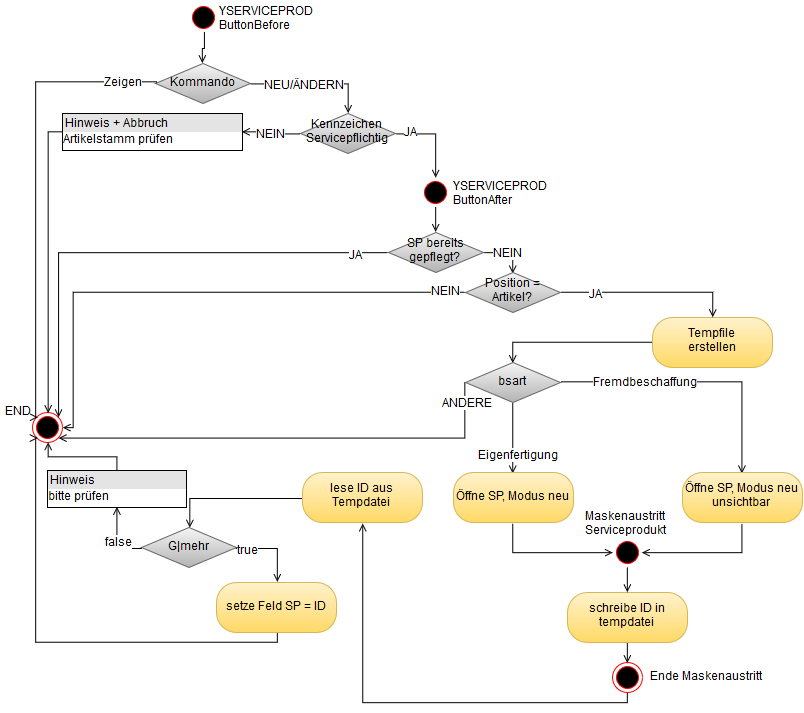 YSERVICEPROD
ButtonBefore
Zeigen
Kommando
NEU/ÄNDERN
Hinweis + Abbruch
Artikelstamm prüfen
NEIN
Kennzeichen
Servicepflichtig
JA
YSERVICEPROD
ButtonAfter
SP bereits
gepflegt?
JA
NEIN
Position =
Artikel?
NEIN
JA
Tempfile
erstellen
bsart
Fremdbeschaffung
ANDERE
END
Eigenfertigung
Hinweis
bitte prüfen
lese ID aus
Tempdatei
Öffne SP, Modus neu
Öffne SP, Modus neu
unsichtbar
Maskenaustritt
Serviceprodukt
false
G|mehr
true
setze Feld SP = ID
schreibe ID in
tempdatei
Ende Maskenaustritt